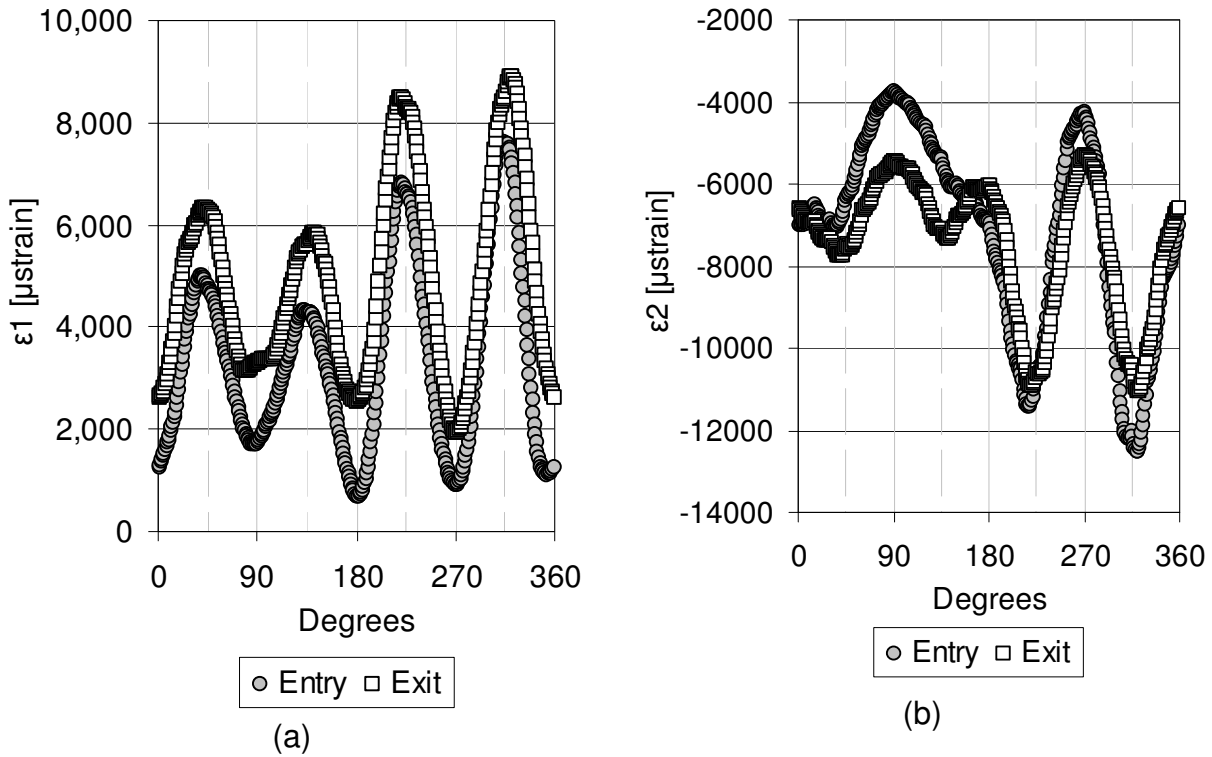 10,000
8,000
6,000
4,000
2,000
0
ε1 [µstrain]
0 90 180 270 360
Degrees
Entry Exit
(a)
-2000
-4000
-6000
-8000
-10000
-12000
-14000
ε2 [µstrain]
0 90 180 270 360
Degrees
Entry Exit
(b)